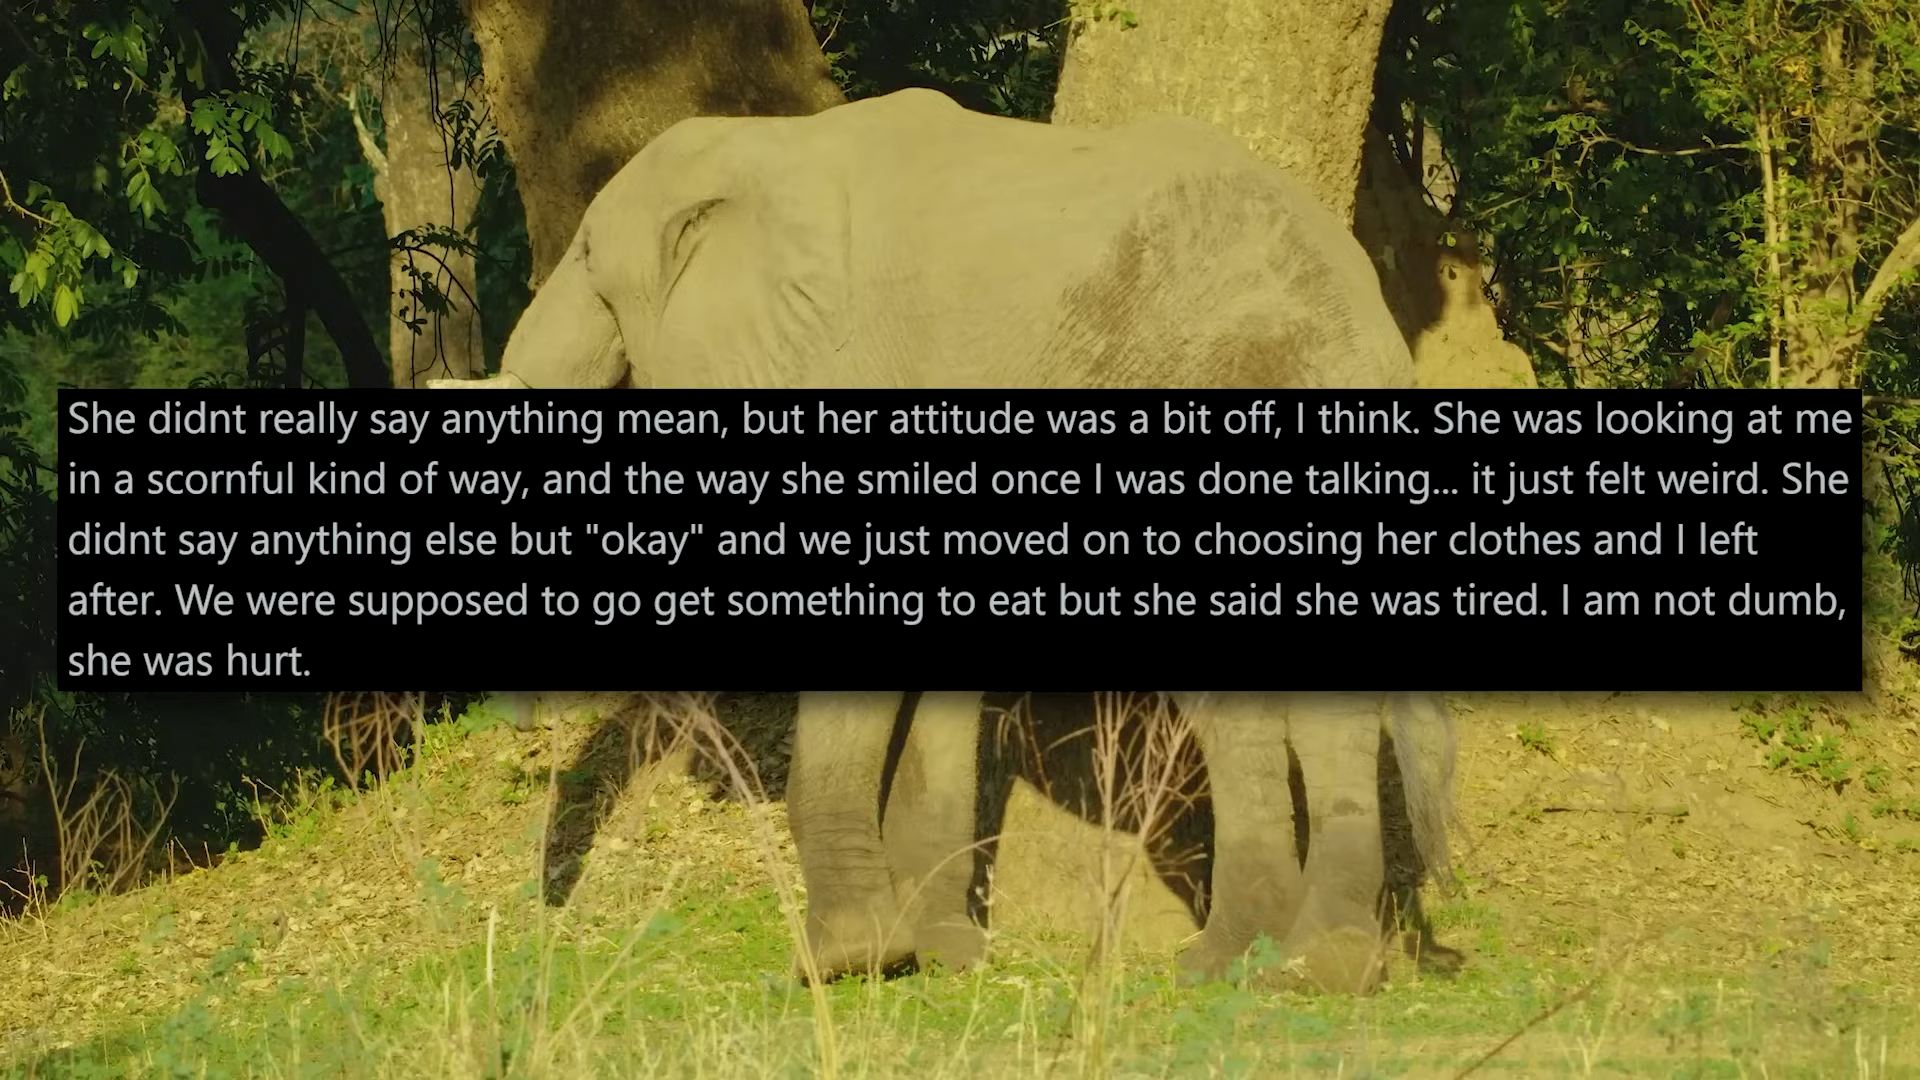 She didnt really say anything mean, but her attitude was a bit off, I think. She was looking at me
in a scornful kind of way, and the way she smiled once I was done talking... it just felt weird. She
didnt say anything else but "okay" and we just moved on to choosing her clothes and I left
after. We were supposed to go get something to eat but she said she was tired. I am not dumb,
she was hurt.